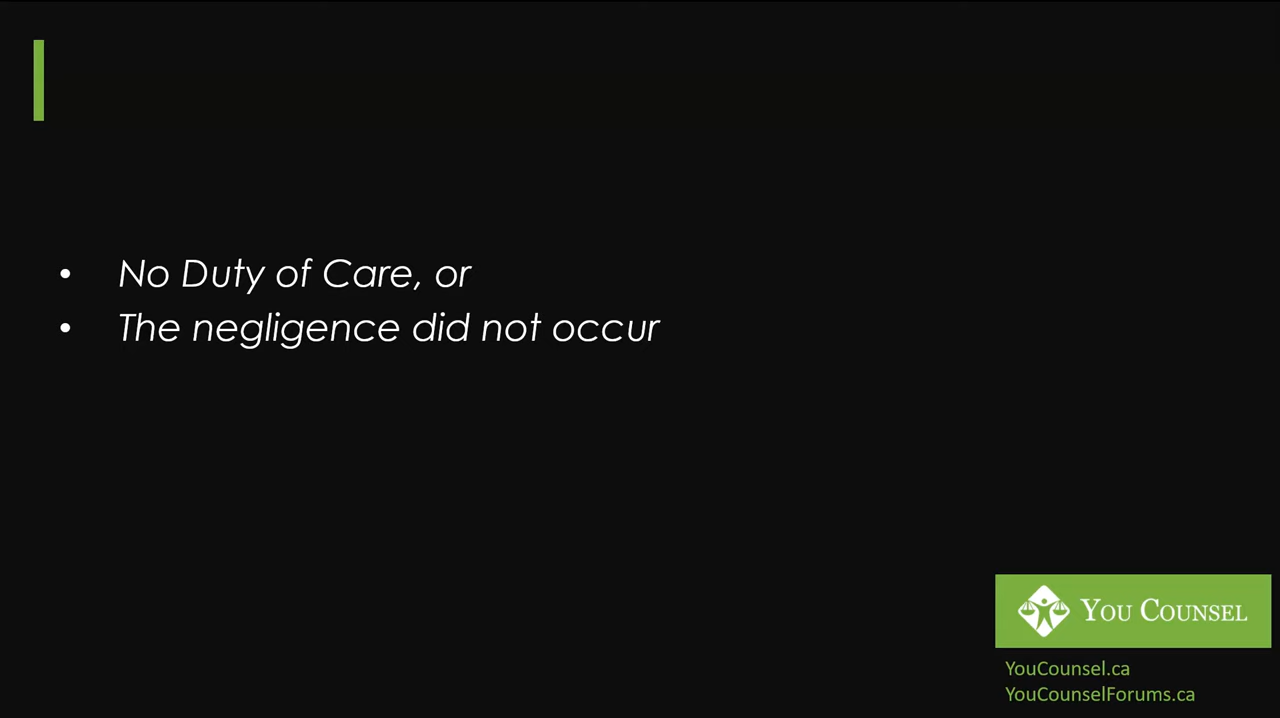 • No Duty of Care, or
• The negligence did not occur
YOU COUNSEL
YouCounsel.ca
YouCounselForums.ca